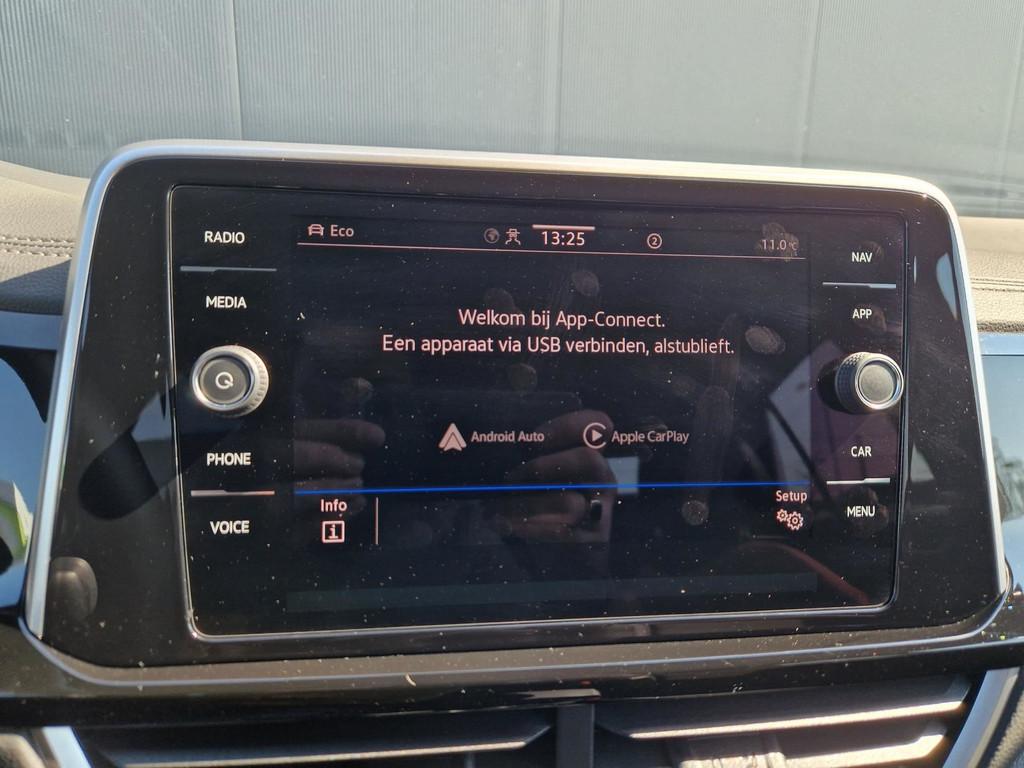 RADIO
MEDIA
PHONE
VOICE
Eco
13:25
2
11.0 °C
Welkom bij App-Connect.
Een apparaat via USB verbinden, alstublieft.
Android Auto
Apple CarPlay
Info
i
Setup
NAV
APP
CAR
MENU